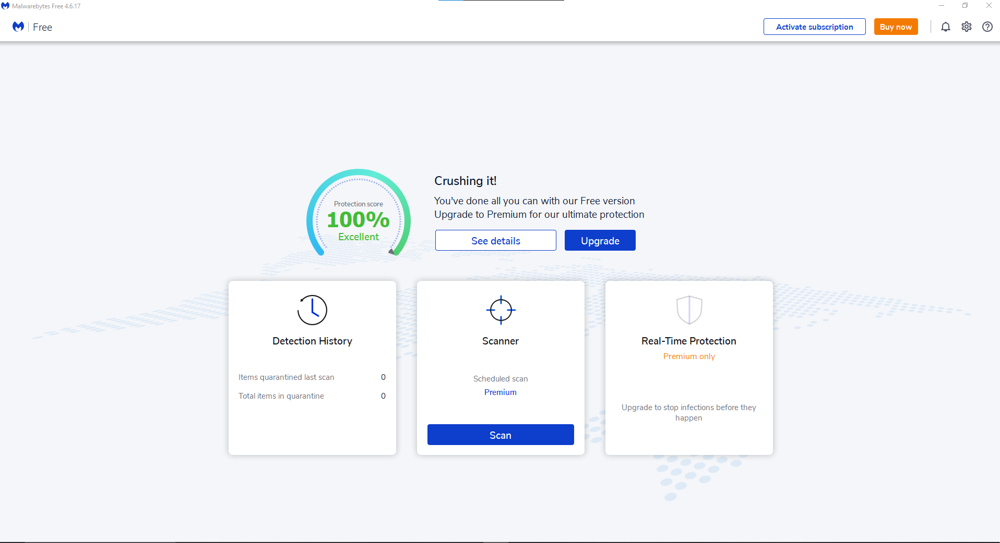 Malwarebytes Free 4.6.17
Free
Activate subscription
Buy now
Protection score
100%
Excellent
Crushing it!
You've done all you can with our Free version
Upgrade to Premium for our ultimate protection
See details
Upgrade
Detection History
Items quarantined last scan 0
Total items in quarantine 0
Scanner
Scheduled scan
Premium
Scan
Real-Time Protection
Premium only
Upgrade to stop infections before they
happen